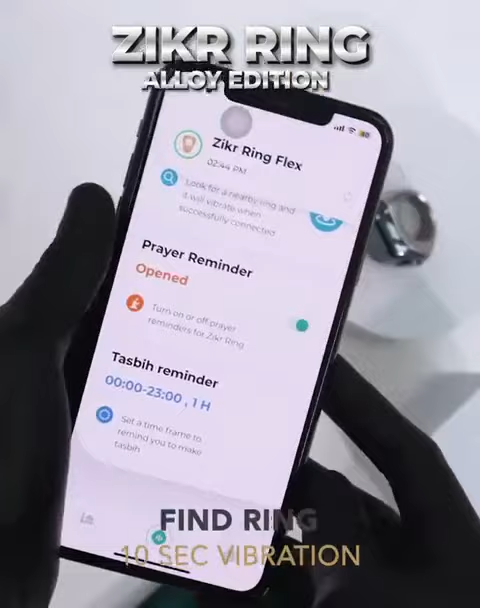 ZIKR RING
ALLOY EDITION
Zikr Ring Flex
02:44 PM
Look for a nearby ring and
it will vibrate when
successfully connected
Prayer Reminder
Opened
Turn on or off prayer
reminders for Zikr Ring
Tasbih reminder
00:00-23:00 , 1 H
Set a time frame to
remind you to make
tasbih
FIND RING
10 SEC VIBRATION